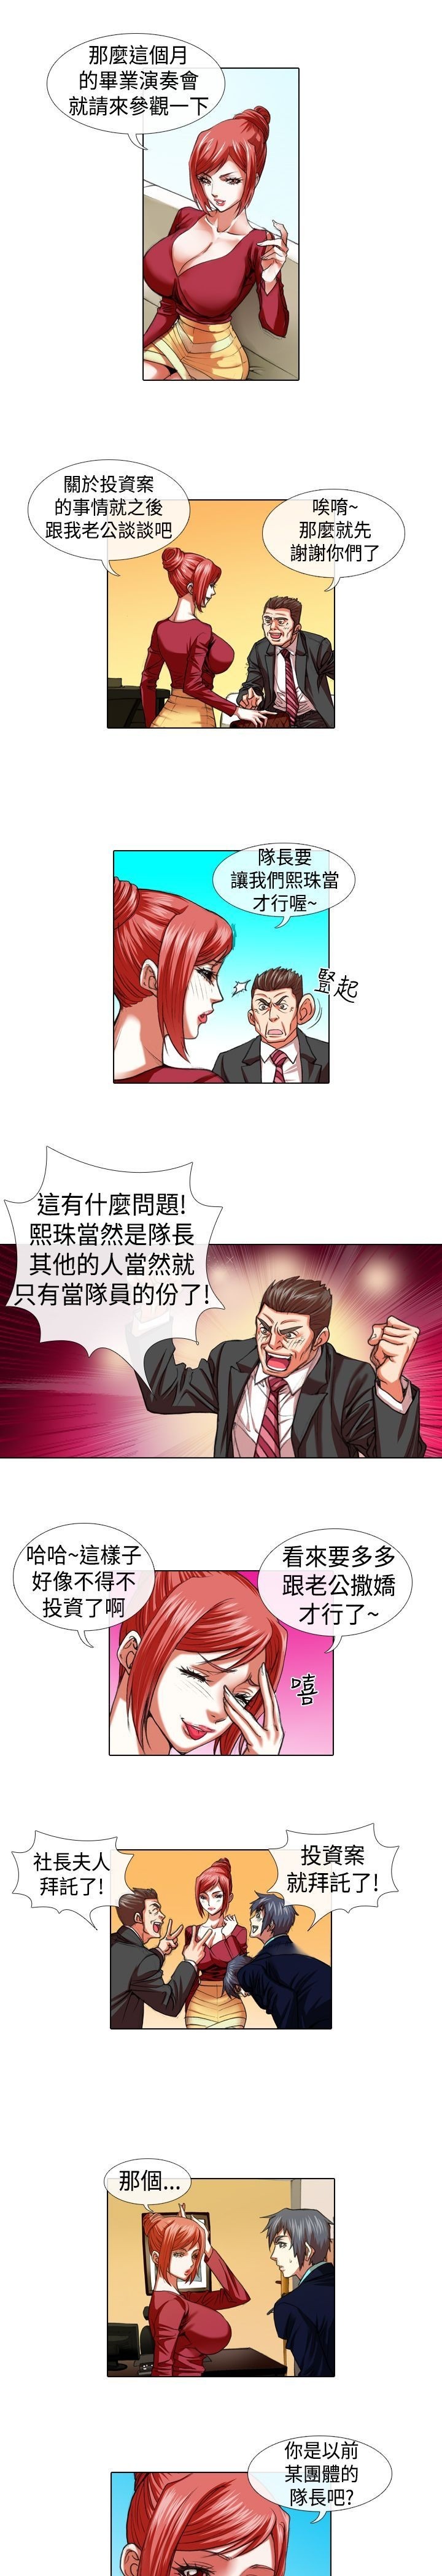 那麼這個月
的畢業演奏會
就請來參觀一下
關於投資案
的事情就之後
跟我老公談談吧
唉唷~
那麼就先
謝謝你們了
隊長要
讓我們熙珠當
才行喔~
豎起
這有什麼問題!
熙珠當然是隊長
其他的人當然就
只有當隊員的份了!
哈哈~這樣子
好像不得不
投資了啊
看來要多多
跟老公撒嬌
才行了~
嘻
社長夫人
拜託了!
投資案
就拜託了!
那個...
你是以前
某團體的
隊長吧?